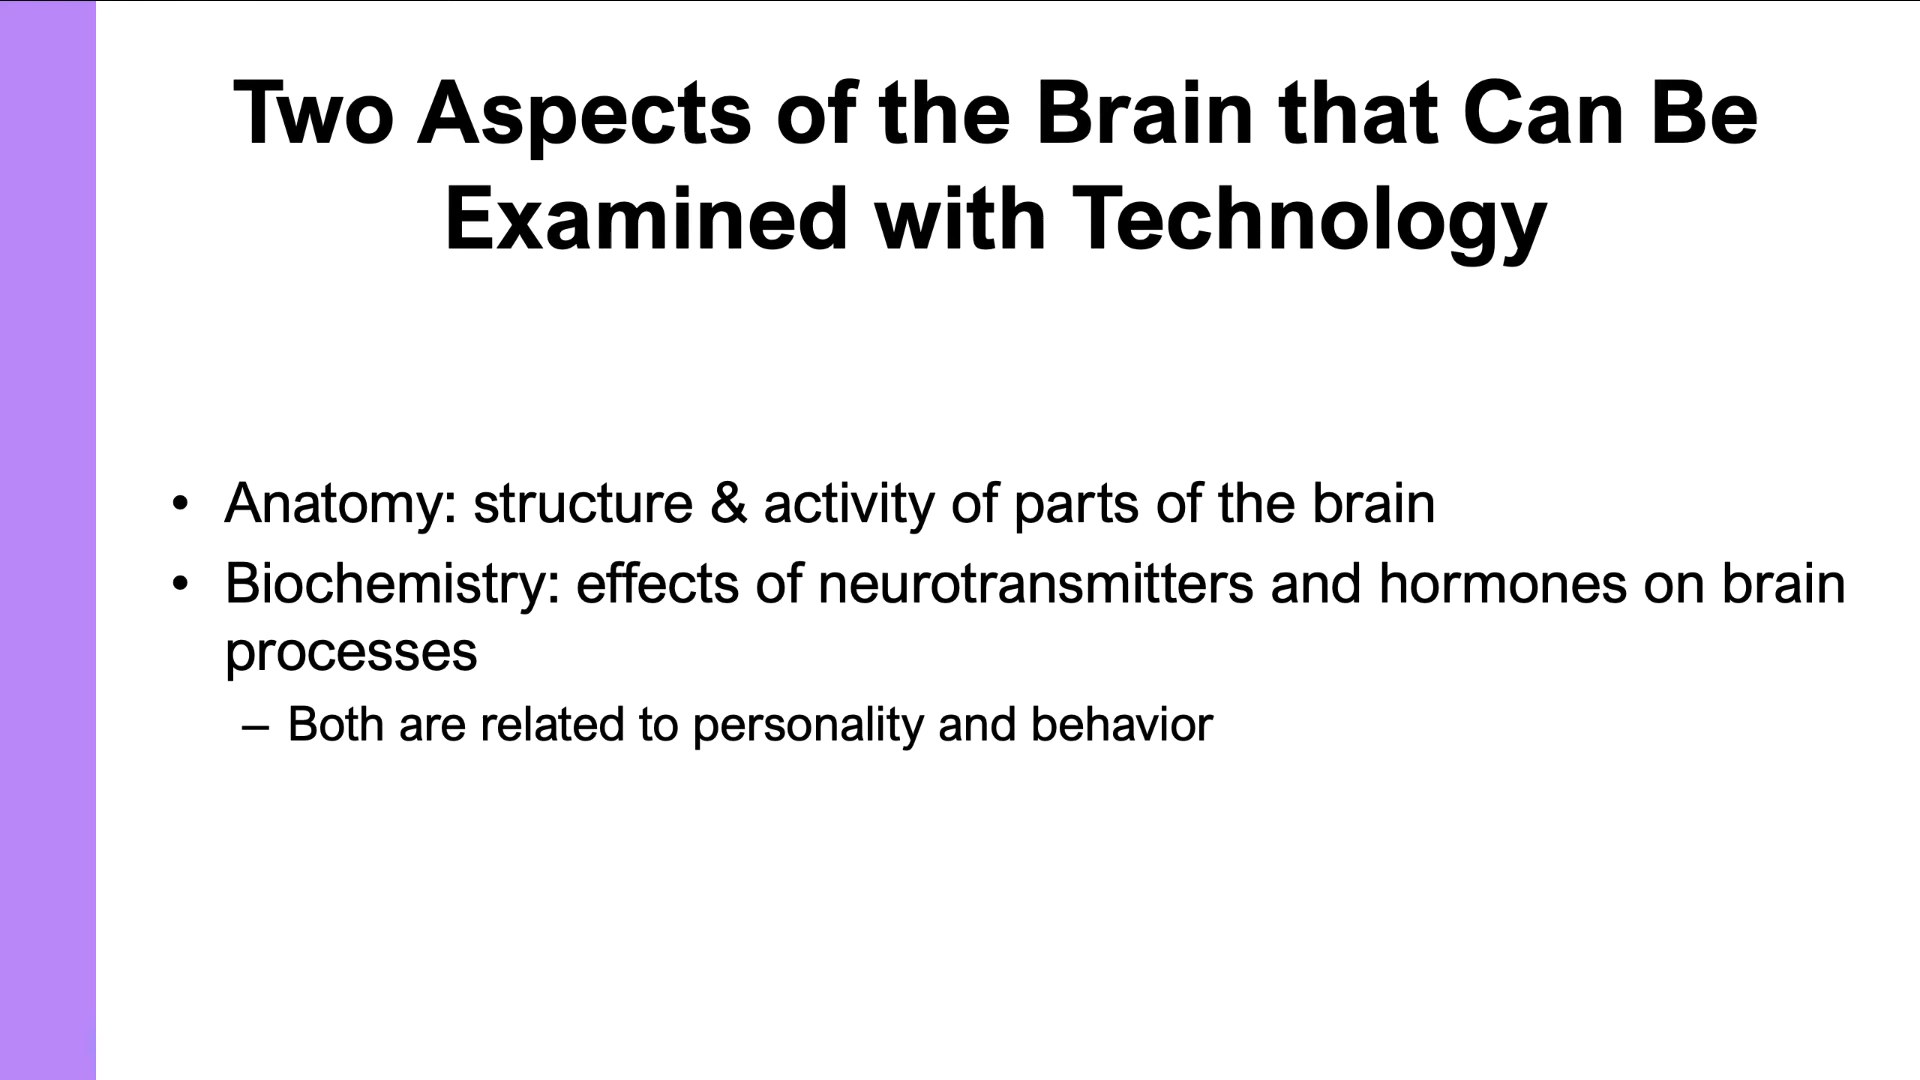 Two Aspects of the Brain that Can Be
Examined with Technology
• Anatomy: structure & activity of parts of the brain
• Biochemistry: effects of neurotransmitters and hormones on brain
processes
– Both are related to personality and behavior